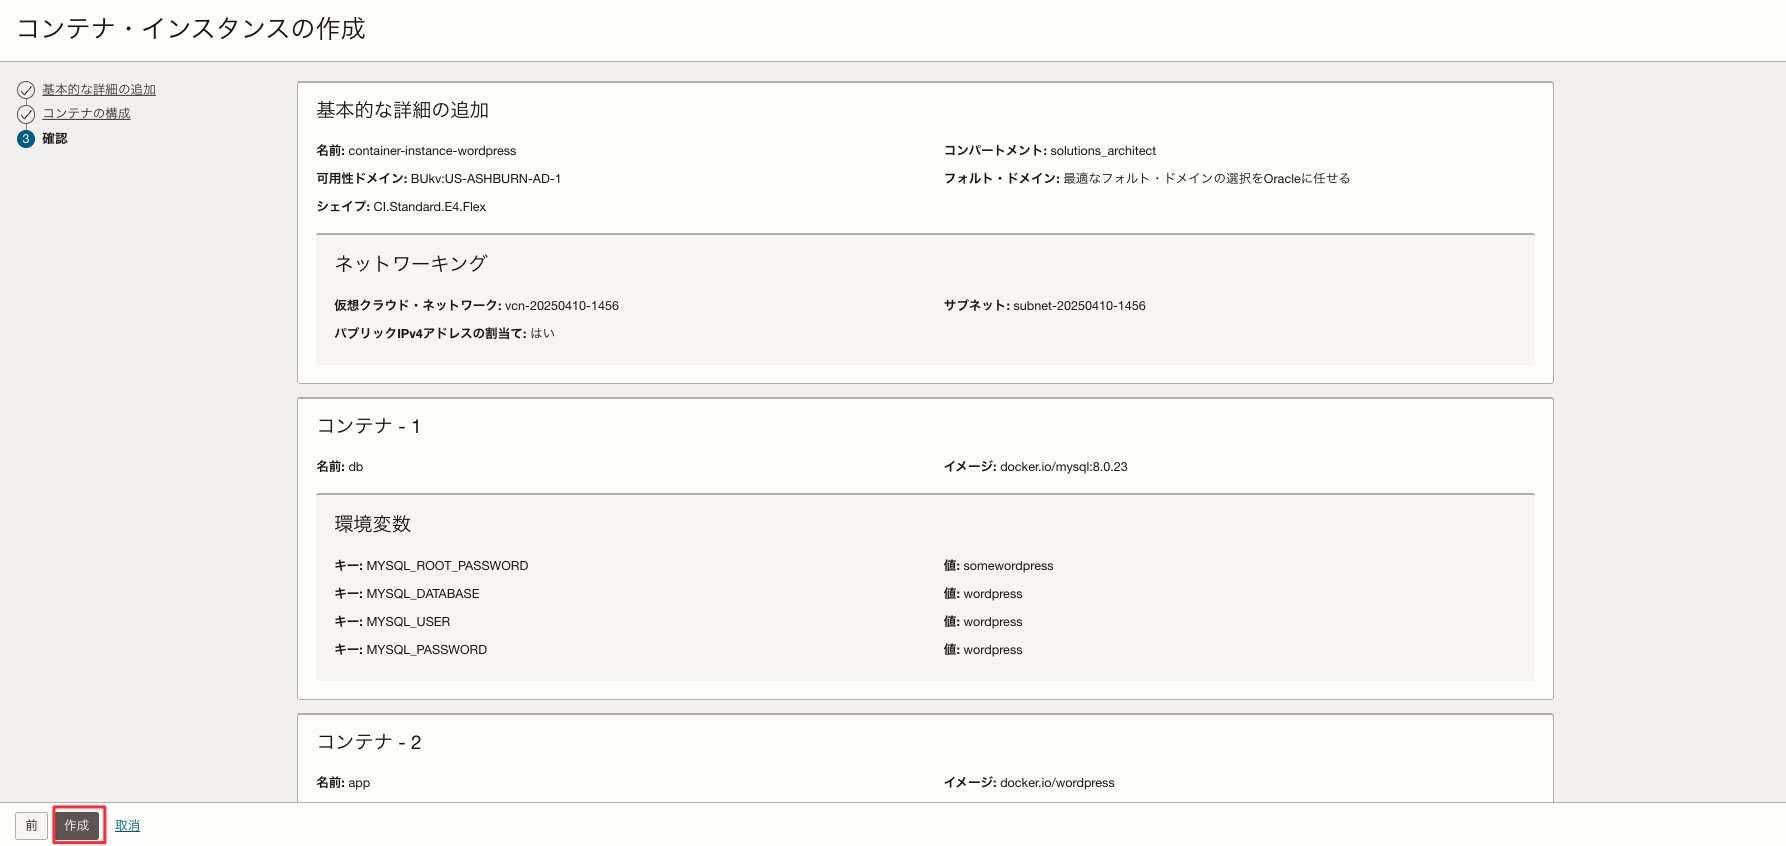 コンテナ・インスタンスの作成
基本的な詳細の追加
コンテナの構成
3 確認
基本的な詳細の追加
名前: container-instance-wordpress
コンパートメント: solutions_architect
可用性ドメイン: BUkv:US-ASHBURN-AD-1
フォルト・ドメイン: 最適なフォルト・ドメインの選択をOracleに任せる
シェイプ: CI.Standard.E4.Flex
ネットワーキング
仮想クラウド・ネットワーク: vcn-20250410-1456
サブネット: subnet-20250410-1456
パブリックIPv4アドレスの割当て: はい
コンテナ - 1
名前: db
イメージ: docker.io/mysql:8.0.23
環境変数
キー: MYSQL_ROOT_PASSWORD
値: somewordpress
キー: MYSQL_DATABASE
値: wordpress
キー: MYSQL_USER
値: wordpress
キー: MYSQL_PASSWORD
値: wordpress
コンテナ - 2
名前: app
イメージ: docker.io/wordpress
前
作成
取消